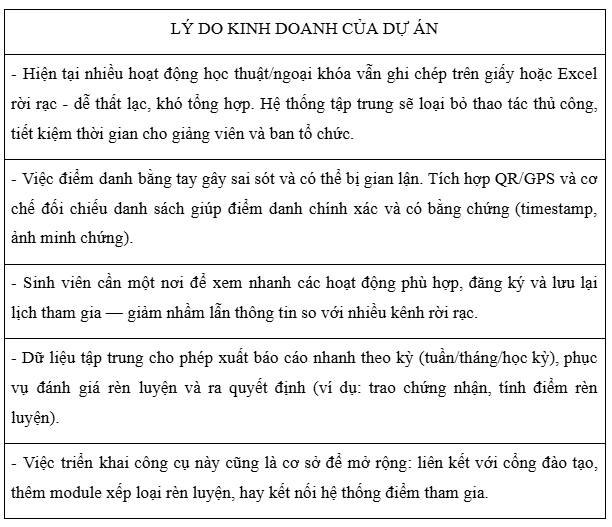 LÝ DO KINH DOANH CỦA DỰ ÁN
- Hiện tại nhiều hoạt động học thuật/ngoại khóa vẫn ghi chép trên giấy hoặc Excel
rời rạc - dễ thất lạc, khó tổng hợp. Hệ thống tập trung sẽ loại bỏ thao tác thủ công,
tiết kiệm thời gian cho giảng viên và ban tổ chức.
- Việc điểm danh bằng tay gây sai sót và có thể bị gian lận. Tích hợp QR/GPS và cơ
chế đối chiếu danh sách giúp điểm danh chính xác và có bằng chứng (timestamp,
ảnh minh chứng).
- Sinh viên cần một nơi để xem nhanh các hoạt động phù hợp, đăng ký và lưu lại
lịch tham gia — giảm nhầm lẫn thông tin so với nhiều kênh rời rạc.
- Dữ liệu tập trung cho phép xuất báo cáo nhanh theo kỳ (tuần/tháng/học kỳ), phục
vụ đánh giá rèn luyện và ra quyết định (ví dụ: trao chứng nhận, tính điểm rèn
luyện).
- Việc triển khai công cụ này cũng là cơ sở để mở rộng: liên kết với cổng đào tạo,
thêm module xếp loại rèn luyện, hay kết nối hệ thống điểm tham gia.